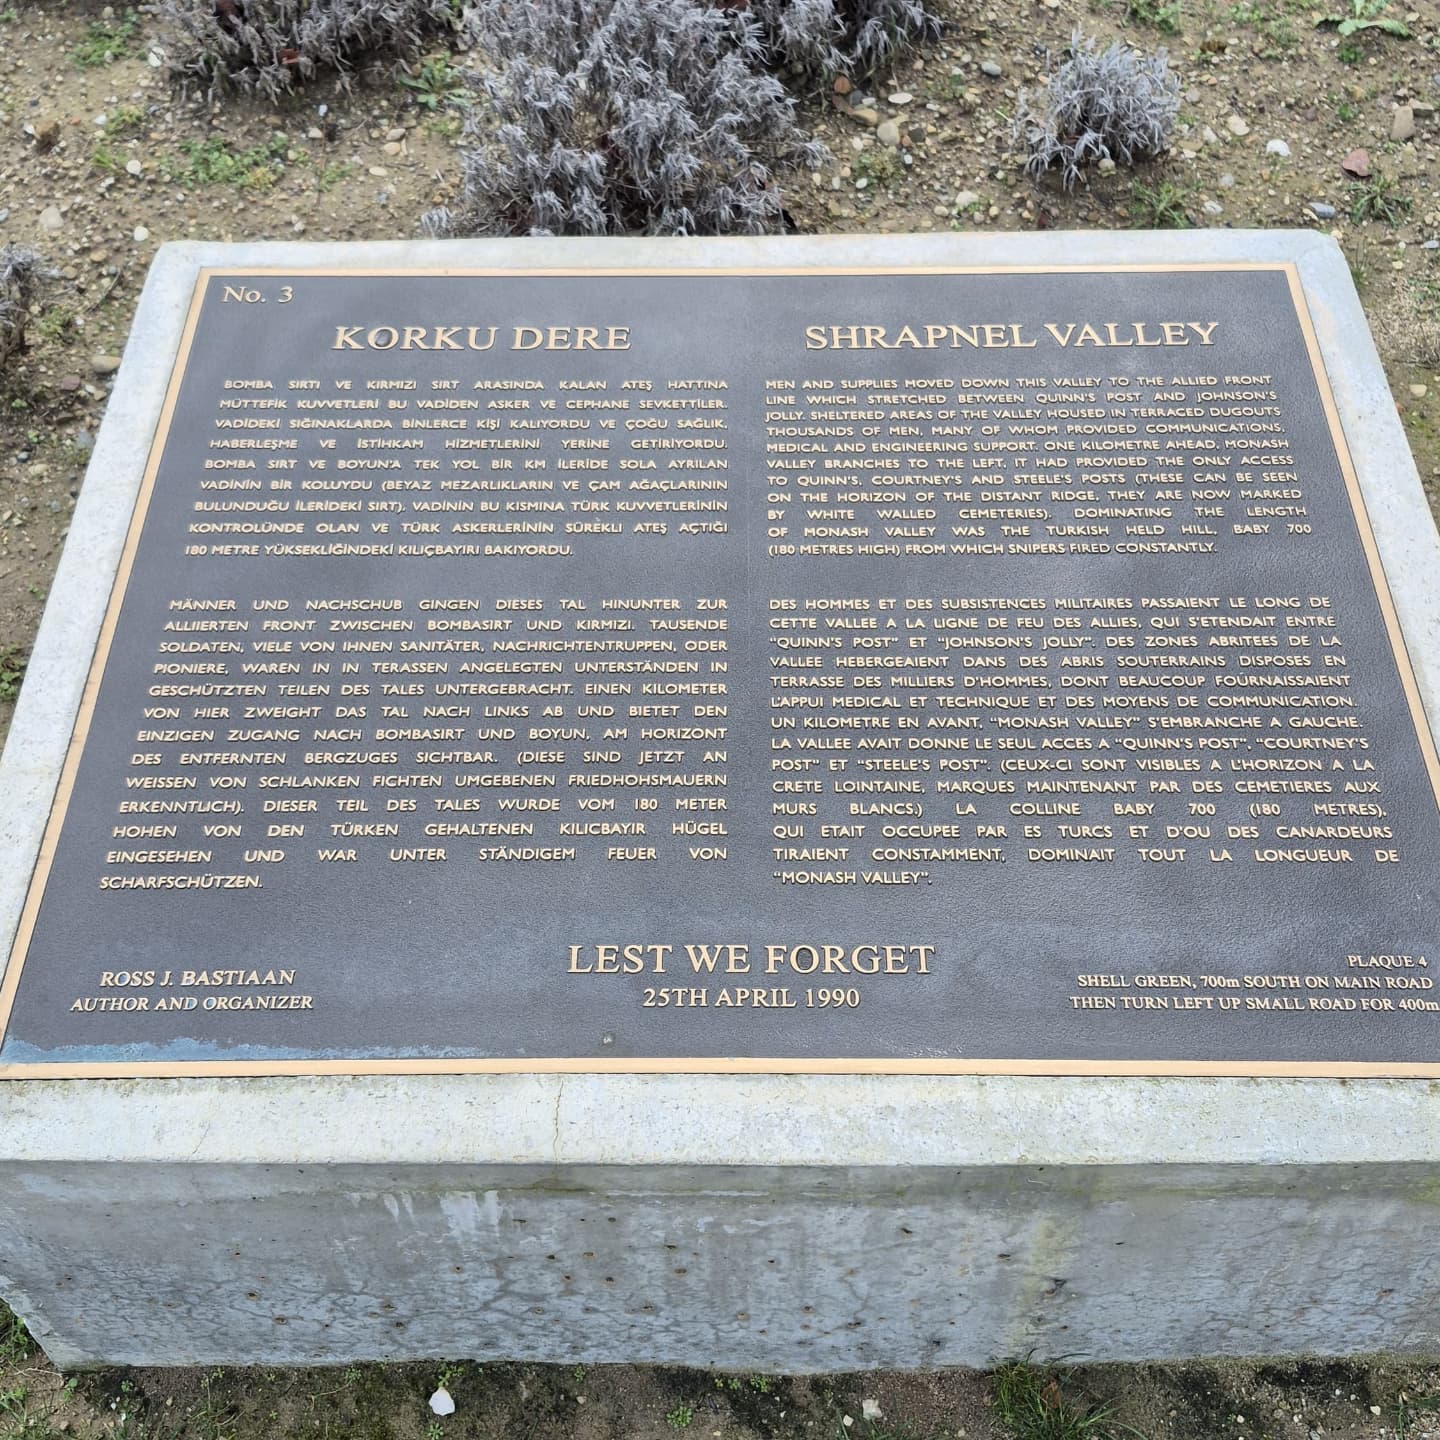 No. 3
KORKU DERE
BOMBA SIRTI VE KIRMIZI SIRT ARASINDA KALAN ATEŞ HATTINA
MÜTTEFİK KUVVETLERİ BU VADİDEN ASKER VE CEPHANE SEVKETTİLER.
VADİDEKİ SIĞINAKLARDA BİNLERCE KİŞİ KALIYORDU VE ÇOĞU SAĞLIK,
HABERLEŞME VE İSTİHKAM HİZMETLERİNİ YERİNE GETİRİYORDU.
BOMBA SIRT VE BOYUN'A TEK YOL BİR KM İLERİDE SOLA AYRILAN
VADİNİN BİR KOLUYDU (BEYAZ MEZARLIKLARIN VE ÇAM AĞAÇLARININ
BULUNDUĞU İLERİDEKİ SIRT). VADİNİN BU KISMINA TÜRK KUVVETLERİNİN
KONTROLÜNDE OLAN VE TÜRK ASKERLERİNİN SÜREKLİ ATEŞ AÇTIĞI
180 METRE YÜKSEKLİĞİNDEKİ KILIÇBAYIRI BAKIYORDU.
SHRAPNEL VALLEY
MEN AND SUPPLIES MOVED DOWN THIS VALLEY TO THE ALLIED FRONT
LINE WHICH STRETCHED BETWEEN QUINN'S POST AND JOHNSON'S
JOLLY. SHELTERED AREAS OF THE VALLEY HOUSED IN TERRACED DUGOUTS
THOUSANDS OF MEN, MANY OF WHOM PROVIDED COMMUNICATIONS,
MEDICAL AND ENGINEERING SUPPORT. ONE KILOMETRE AHEAD, MONASH
VALLEY BRANCHES TO THE LEFT. IT HAD PROVIDED THE ONLY ACCESS
TO QUINN'S, COURTNEY'S AND STEELE'S POSTS (THESE CAN BE SEEN
ON THE HORIZON OF THE DISTANT RIDGE, THEY ARE NOW MARKED
BY WHITE WALLED CEMETERIES). DOMINATING THE LENGTH
OF MONASH VALLEY WAS THE TURKISH HELD HILL, BABY 700
(180 METRES HIGH) FROM WHICH SNIPERS FIRED CONSTANTLY.
MÄNNER UND NACHSCHUB GINGEN DIESES TAL HINUNTER ZUR
ALLIIERTEN FRONT ZWISCHEN BOMBASIRT UND KIRMIZI. TAUSENDE
SOLDATEN, VIELE VON IHNEN SANITÄTER, NACHRICHTENTRUPPEN, ODER
PIONIERE, WAREN IN IN TERASSEN ANGELEGTEN UNTERSTÄNDEN IN
GESCHÜTZTEN TEILEN DES TALES UNTERGEBRACHT. EINEN KILOMETER
VON HIER ZWEIGHT DAS TAL NACH LINKS AB UND BIETET DEN
EINZIGEN ZUGANG NACH BOMBASIRT UND BOYUN, AM HORIZONT
DES ENTFERNTEN BERGZUGES SICHTBAR. (DIESE SIND JETZT AN
WEISSEN VON SCHLANKEN FICHTEN UMGEBENEN FRIEDHOHSMAUERN
ERKENNTLICH). DIESER TEIL DES TALES WURDE VOM 180 METER
HOHEN VON DEN TÜRKEN GEHALTENEN KILICBAYIR HÜGEL
EINGESEHEN UND WAR UNTER STÄNDIGEM FEUER VON
SCHARFSCHÜTZEN.
DES HOMMES ET DES SUBSISTENCES MILITAIRES PASSAIENT LE LONG DE
CETTE VALLEE A LA LIGNE DE FEU DES ALLIES, QUI S'ETENDAIT ENTRE
"QUINN'S POST" ET "JOHNSON'S JOLLY". DES ZONES ABRITEES DE LA
VALLEE HEBERGEAIENT DANS DES ABRIS SOUTERRAINS DISPOSES EN
TERRASSE DES MILLIERS D'HOMMES, DONT BEAUCOUP FOURNAISSAIENT
L'APPUI MEDICAL ET TECHNIQUE ET DES MOYENS DE COMMUNICATION.
UN KILOMETRE EN AVANT, "MONASH VALLEY" S'EMBRANCHE A GAUCHE.
LA VALLEE AVAIT DONNE LE SEUL ACCES A "QUINN'S POST", "COURTNEY'S
POST" ET "STEELE'S POST". (CEUX-CI SONT VISIBLES A L'HORIZON A LA
CRETE LOINTAINE, MARQUES MAINTENANT PAR DES CEMETIERES AUX
MURS BLANCS.) LA COLLINE BABY 700 (180 METRES),
QUI ETAIT OCCUPEE PAR ES TURCS ET D'OU DES CANARDEURS
TIRAIENT CONSTAMMENT, DOMINAIT TOUT LA LONGUEUR DE
"MONASH VALLEY".
ROSS J. BASTIAAN
AUTHOR AND ORGANIZER
LEST WE FORGET
25TH APRIL 1990
PLAQUE 4
SHELL GREEN, 700m SOUTH ON MAIN ROAD
THEN TURN LEFT UP SMALL ROAD FOR 400m